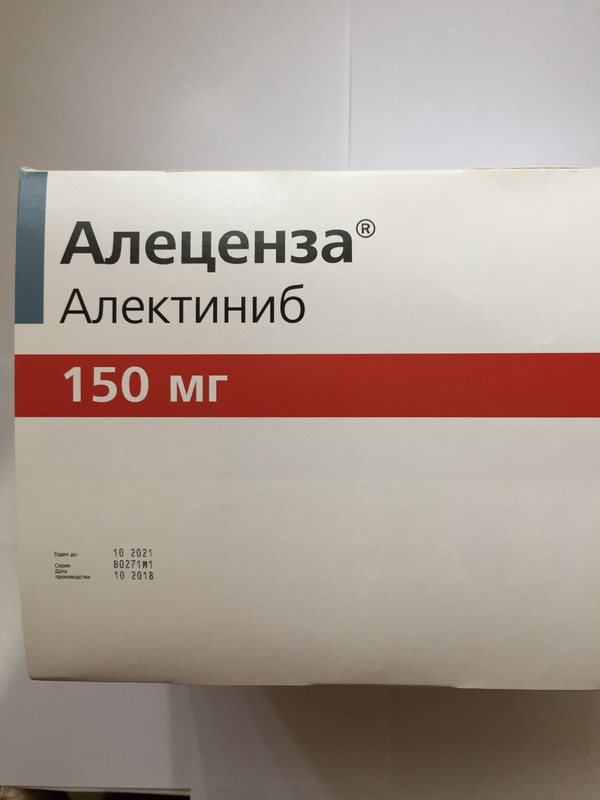 Алеценза®
Алектиниб
150 мг
Годен до 10 2021
Серия B0271M1
Дата
производства 10 2018